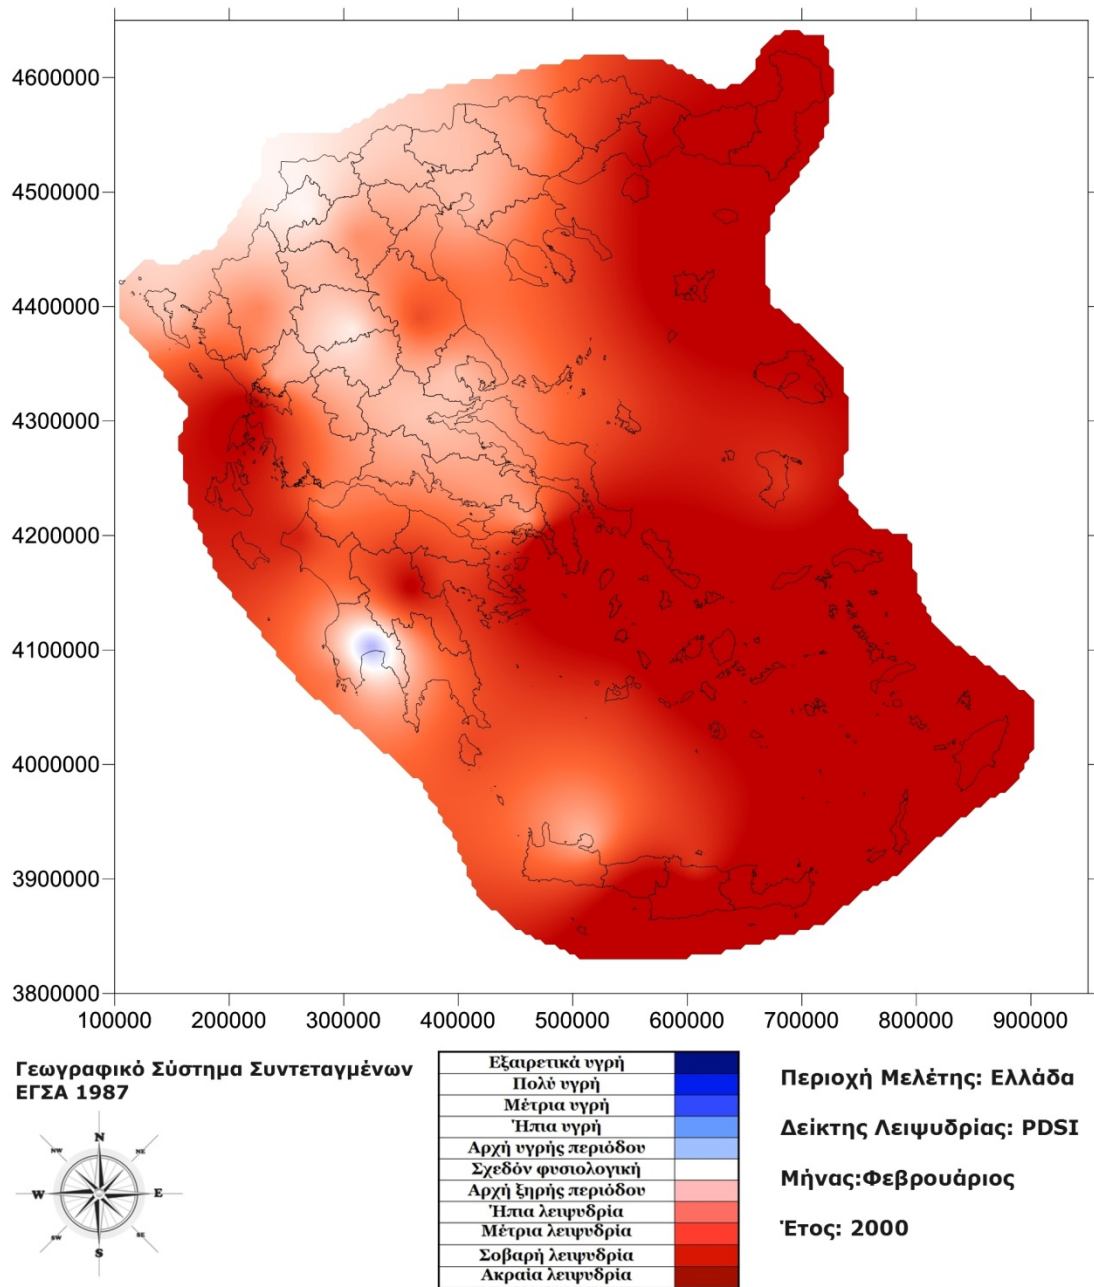 4600000
4500000
4400000
4300000
4200000
4100000
4000000
3900000
3800000
100000 200000 300000 400000 500000 600000 700000 800000 900000
Γεωγραφικό Σύστημα Συντεταγμένων
ΕΓΣΑ 1987
N
NE
E
SE
S
SW
W
NW
Εξαιρετικά υγρή
Πολύ υγρή
Μέτρια υγρή
Ήπια υγρή
Αρχή υγρής περιόδου
Σχεδόν φυσιολογική
Αρχή ξηρής περιόδου
Ήπια λειψυδρία
Μέτρια λειψυδρία
Σοβαρή λειψυδρία
Ακραία λειψυδρία
Περιοχή Μελέτης: Ελλάδα
Δείκτης Λειψυδρίας: PDSI
Μήνας:Φεβρουάριος
Έτος: 2000